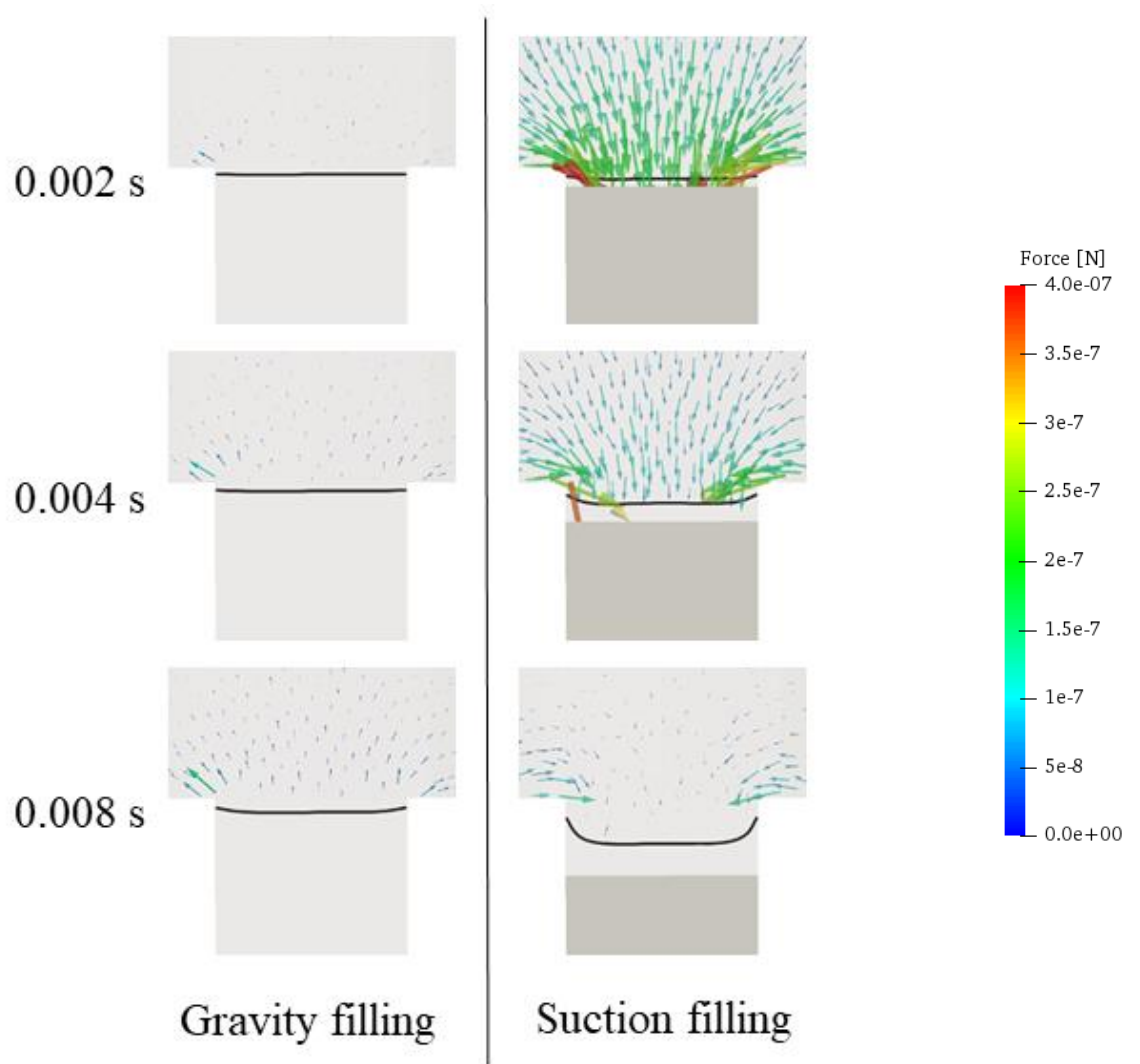 0.002 s
0.004 s
0.008 s
Gravity filling
Suction filling
Force [N]
4.0e-07
3.5e-7
3e-7
2.5e-7
2e-7
1.5e-7
1e-7
5e-8
0.0e+00